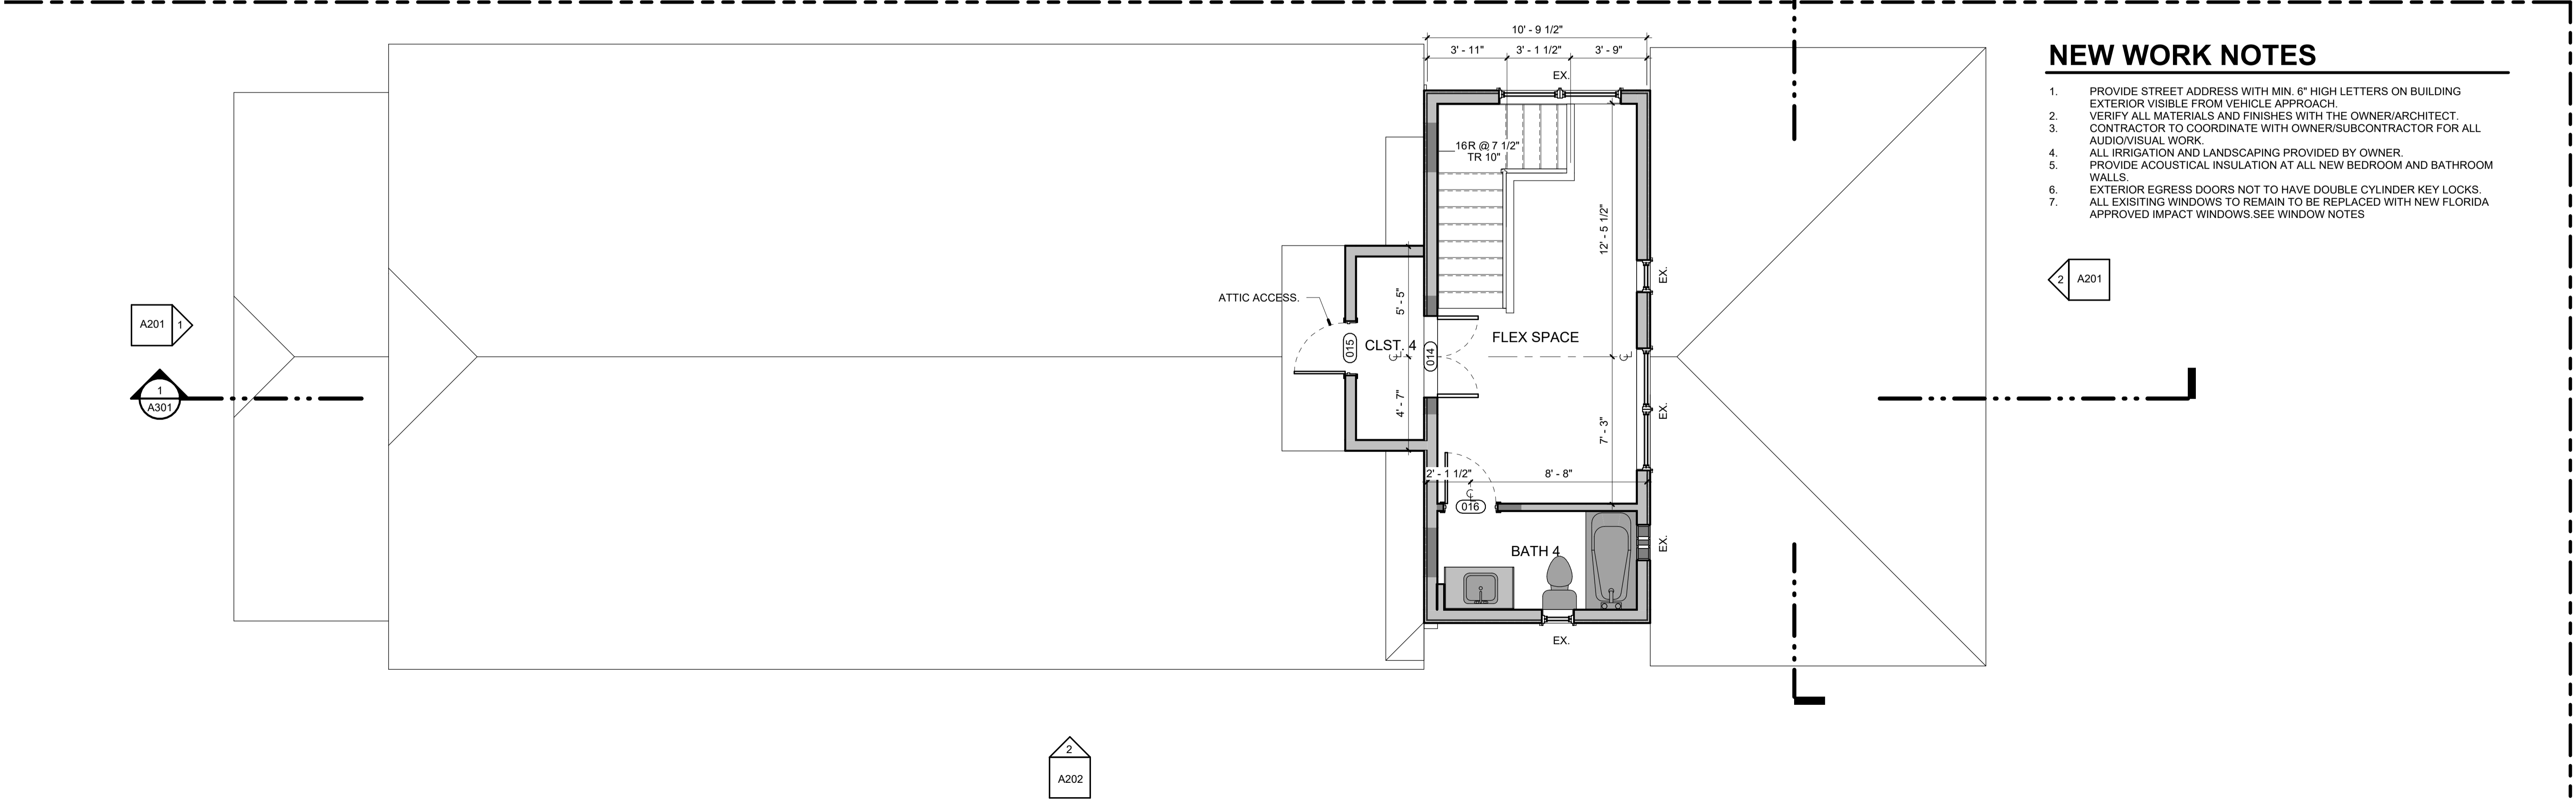 10' - 9 1/2"
3' - 11"
3' - 1 1/2"
3' - 9"
EX.
16R @ 7 1/2"
TR 10"
12' - 5 1/2"
EX.
ATTIC ACCESS.
5' - 5"
015
CLST. 4
CL
014
FLEX SPACE
CL
4' - 7"
7' - 3"
EX.
2' - 1 1/2"
8' - 8"
CL
016
BATH 4
EX.
EX.
A201
1
1
A301
2
A201
2
A202
NEW WORK NOTES
1. PROVIDE STREET ADDRESS WITH MIN. 6" HIGH LETTERS ON BUILDING
EXTERIOR VISIBLE FROM VEHICLE APPROACH.
2. VERIFY ALL MATERIALS AND FINISHES WITH THE OWNER/ARCHITECT.
3. CONTRACTOR TO COORDINATE WITH OWNER/SUBCONTRACTOR FOR ALL
AUDIO/VISUAL WORK.
4. ALL IRRIGATION AND LANDSCAPING PROVIDED BY OWNER.
5. PROVIDE ACOUSTICAL INSULATION AT ALL NEW BEDROOM AND BATHROOM
WALLS.
6. EXTERIOR EGRESS DOORS NOT TO HAVE DOUBLE CYLINDER KEY LOCKS.
7. ALL EXISITING WINDOWS TO REMAIN TO BE REPLACED WITH NEW FLORIDA
APPROVED IMPACT WINDOWS.SEE WINDOW NOTES